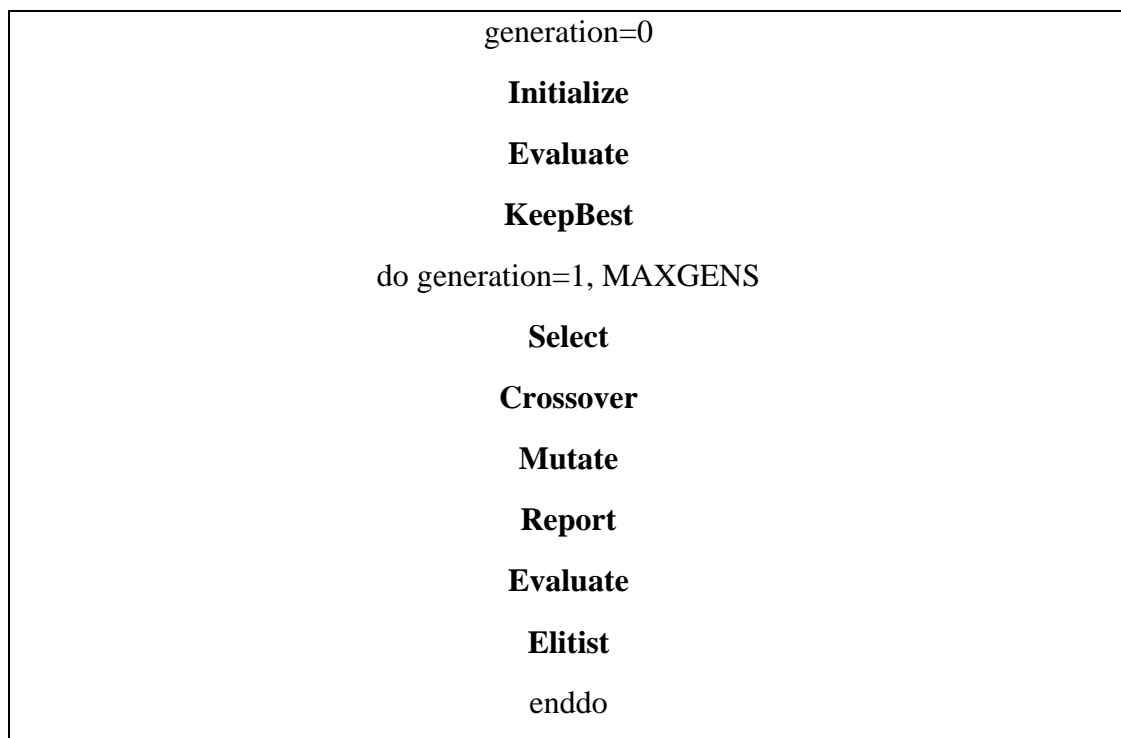 generation=0
Initialize
Evaluate
KeepBest
do generation=1, MAXGENS
Select
Crossover
Mutate
Report
Evaluate
Elitist
enddo